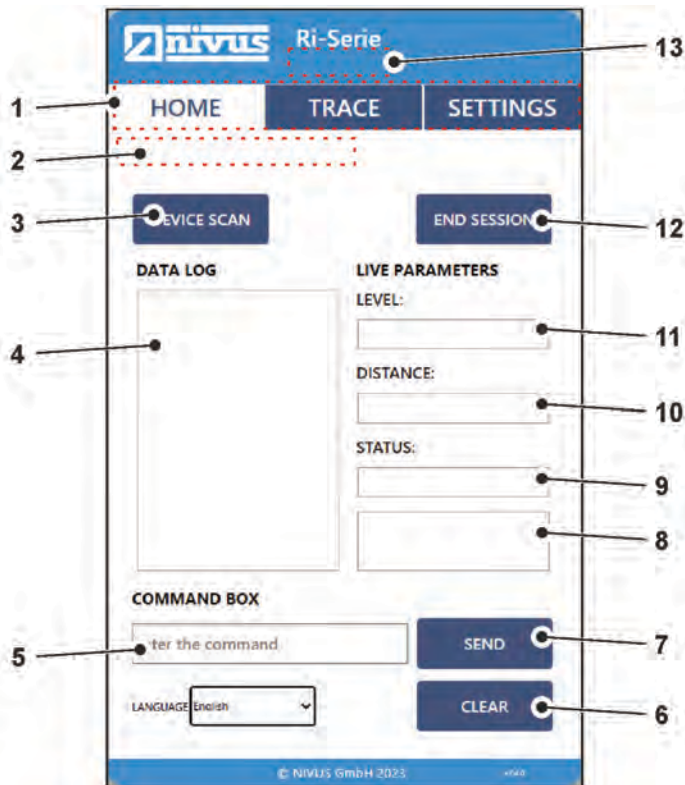 nivus Ri-Serie
13
1 HOME TRACE SETTINGS
2
3 EVICE SCAN END SESSION 12
DATA LOG LIVE PARAMETERS
LEVEL:
4 11
DISTANCE:
10
STATUS:
9
8
COMMAND BOX
5 ter the command SEND 7
LANGUAGE English CLEAR 6
© NIVUS GmbH 2023